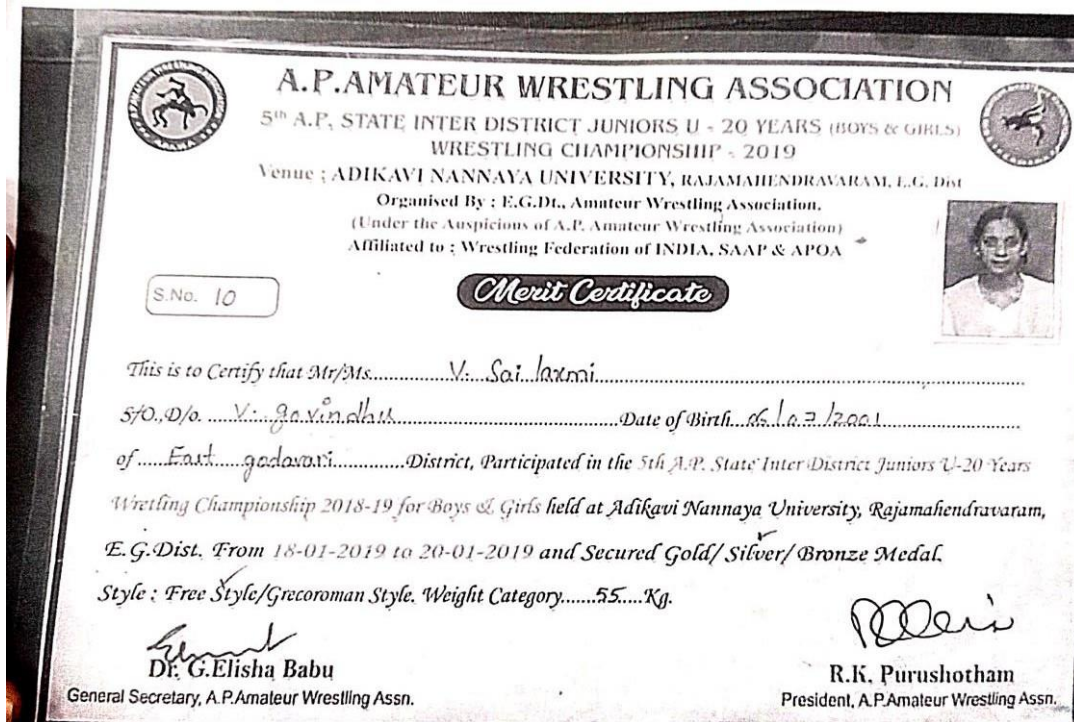 A.P.AMATEUR WRESTLING ASSOCIATION
5th A.P. STATE INTER DISTRICT JUNIORS U - 20 YEARS (BOYS & GIRLS)
WRESTLING CHAMPIONSHIP - 2019
Venue : ADIKAVI NANNAYA UNIVERSITY, RAJAMAHENDRAVARAM, E.G. Dist
Organised By : E.G.Dt., Amateur Wrestling Association.
(Under the Auspicious of A.P. Amateur Wrestling Association)
Affiliated to : Wrestling Federation of INDIA, SAAP & APOA
S.No. 10
Merit Certificate
This is to Certify that Mr/Ms. V. Sai laxmi
S/O.,D/o. V. govindhu Date of Birth 06/07/2001
of East godavari District, Participated in the 5th A.P. State Inter District Juniors U-20 Years
Wretling Championship 2018-19 for Boys & Girls held at Adikavi Nannaya University, Rajamahendravaram,
E.G.Dist. From 18-01-2019 to 20-01-2019 and Secured Gold/ Silver/ Bronze Medal.
Style : Free Style/Grecoroman Style. Weight Category......55....Kg.
Dr. G.Elisha Babu
General Secretary, A.P.Amateur Wrestlling Assn.
R.K. Purushotham
President, A.P.Amateur Wrestling Assn.